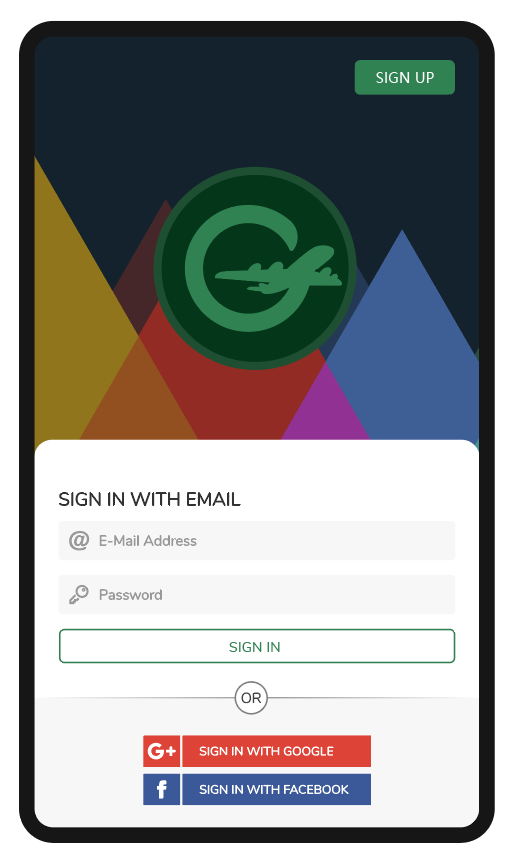 SIGN UP
SIGN IN WITH EMAIL
@ E-Mail Address
Password
SIGN IN
OR
G+ SIGN IN WITH GOOGLE
f SIGN IN WITH FACEBOOK